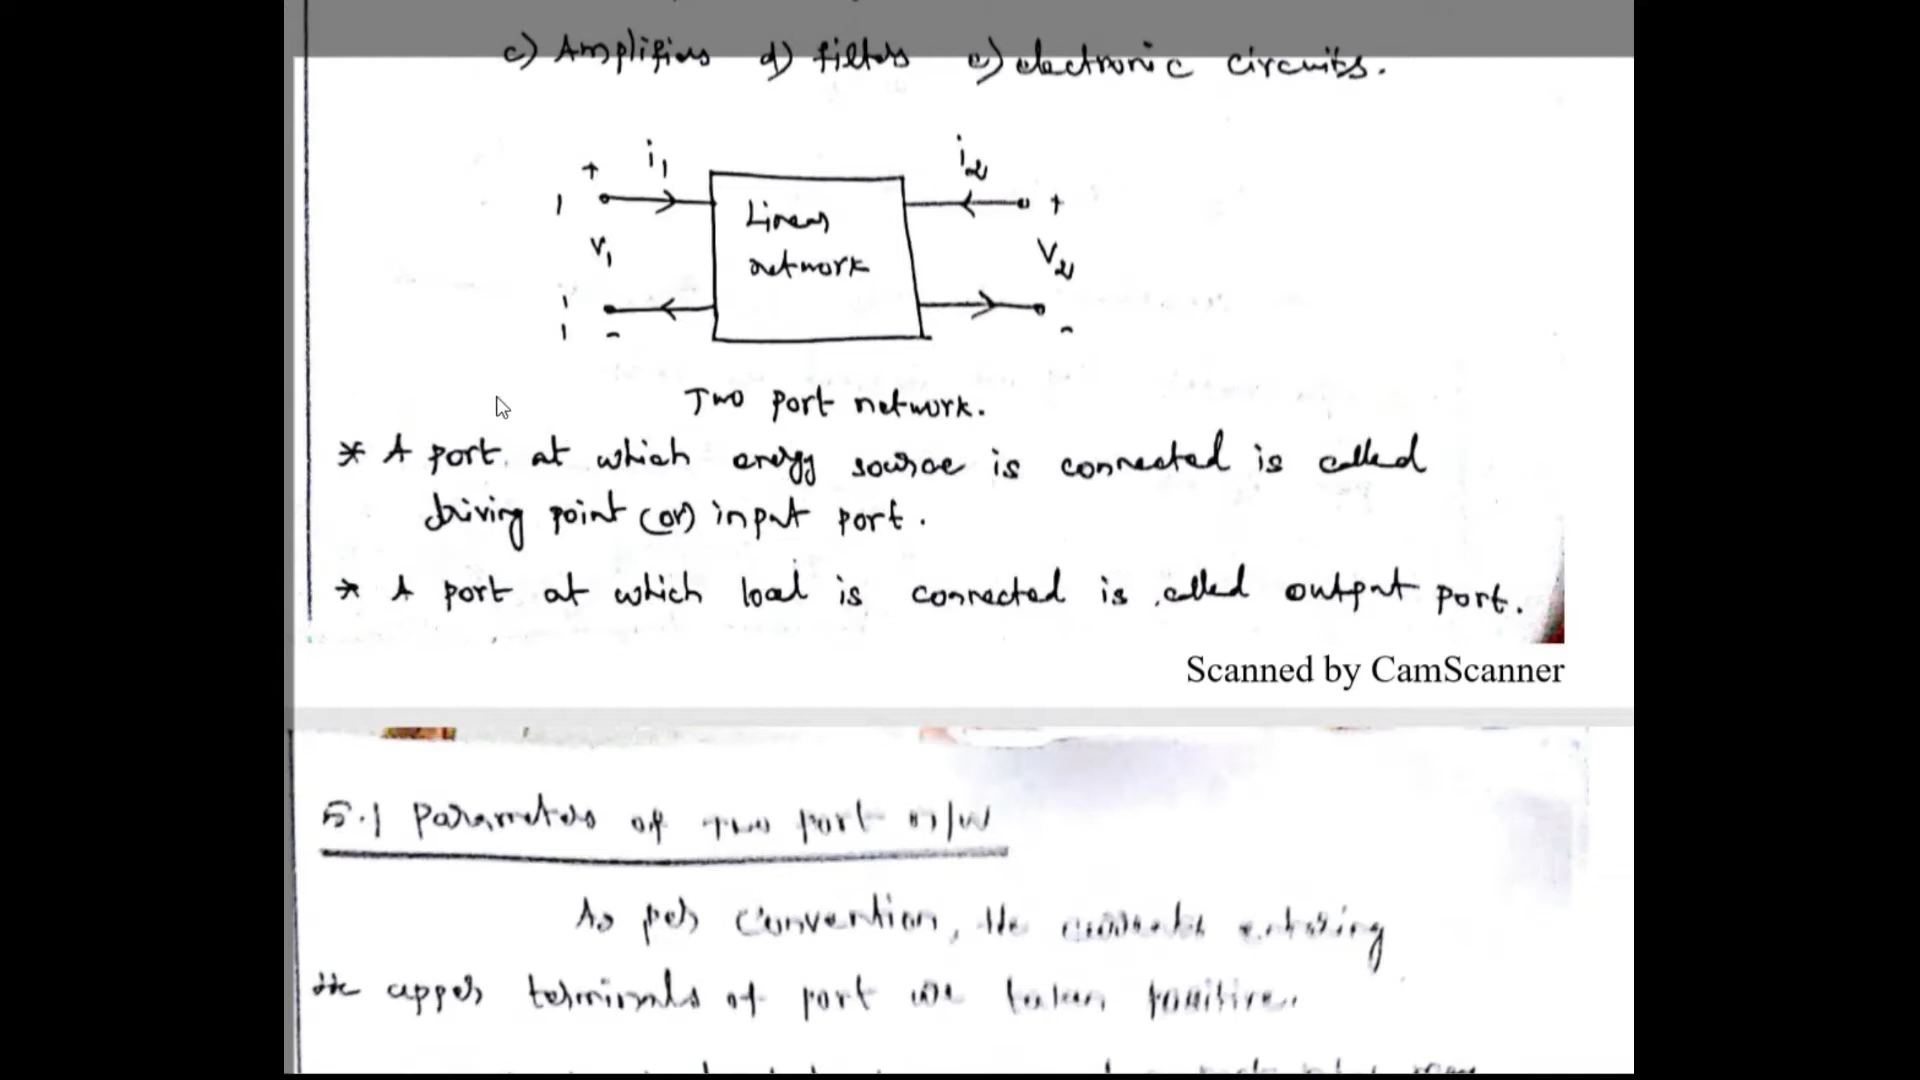 c) Amplifiers d) filters e) electronic circuits.
i1 i2
+
1 +
Linear
V1 V2
network
1
1 - -
Two port network.
* A port at which energy source is connected is called
driving point (or) input port.
* A port at which load is connected is called output port.
Scanned by CamScanner
5.1 Parameters of Two port n/w
As per Convention, the currents entering
the upper terminals of port are taken positive.